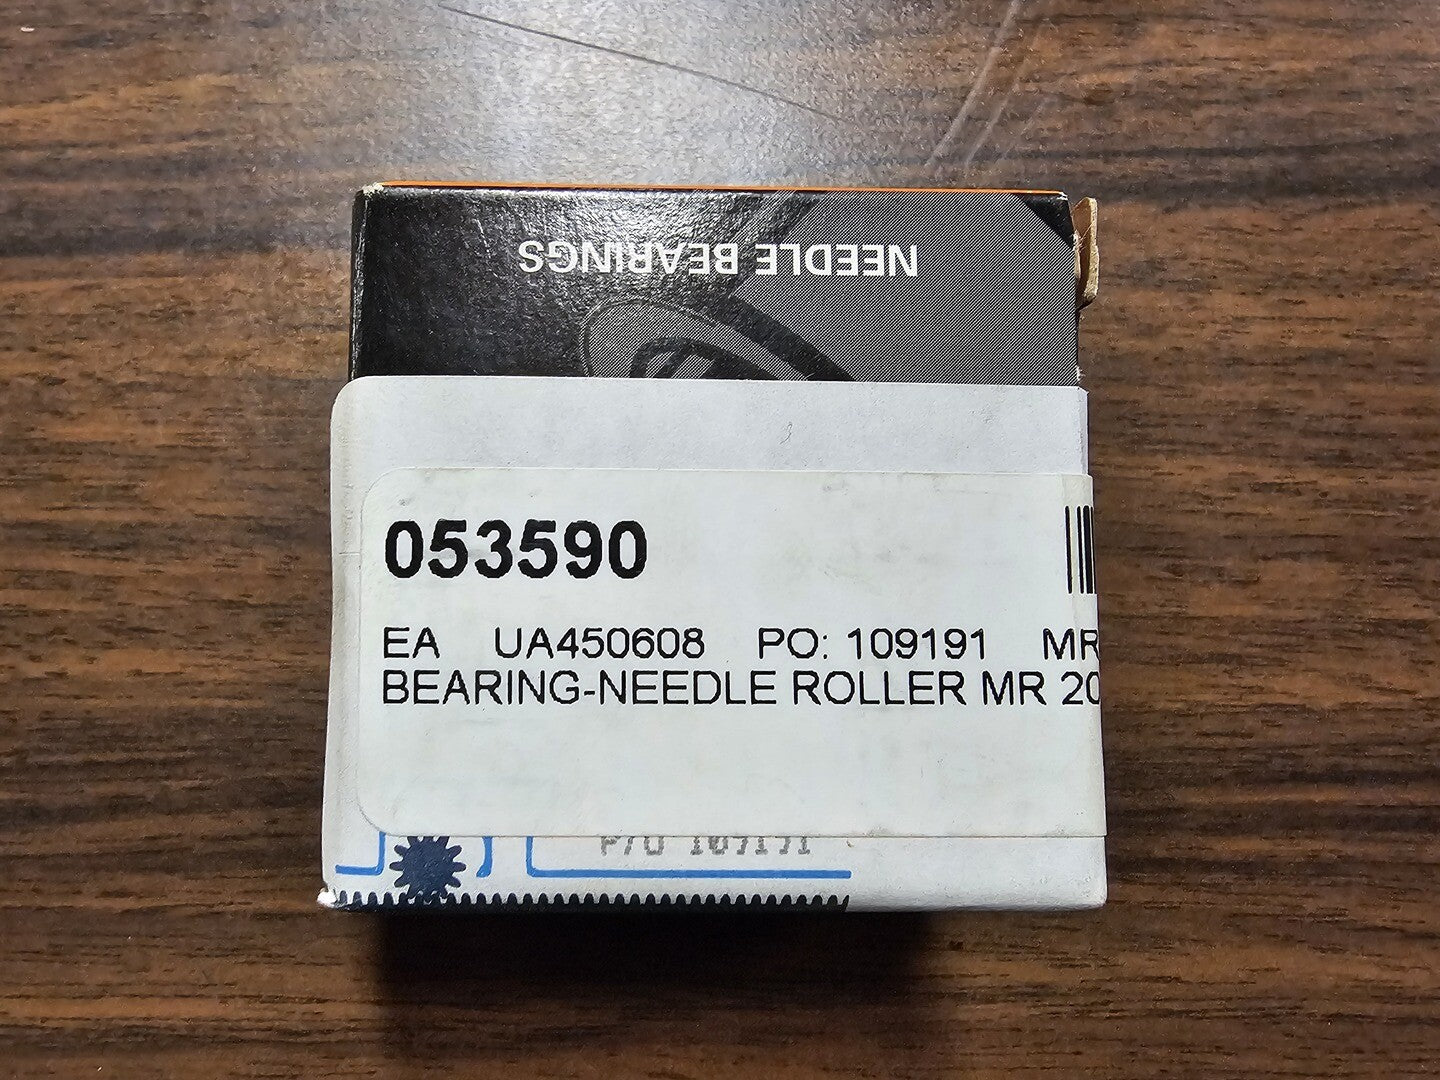 NEEDLE BEARINGS
053590
EA UA450608 PO: 109191 MR
BEARING-NEEDLE ROLLER MR 20
P/O 109191